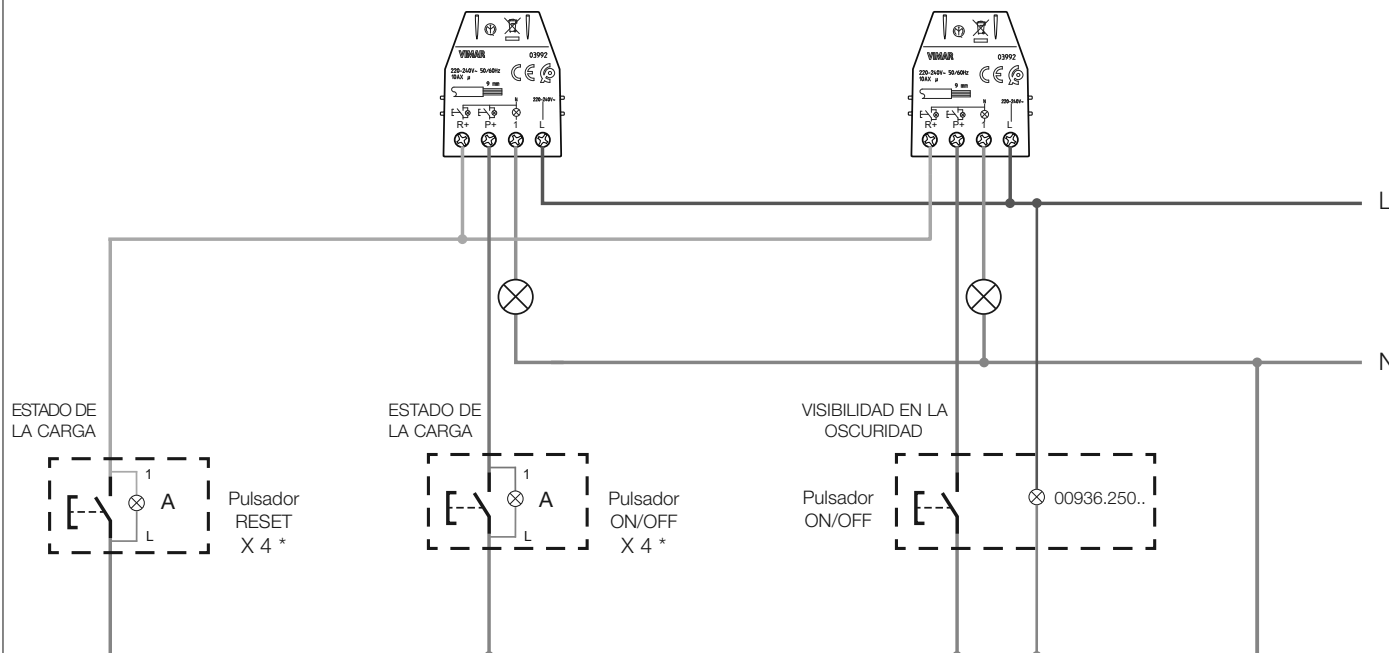 VIMAR 03992
220-240V~ 50/60Hz
10AX µ
9 mm
N 220-240V~
R+ P+ 1 L
VIMAR 03992
220-240V~ 50/60Hz
10AX µ
9 mm
N 220-240V~
R+ P+ 1 L
L
N
ESTADO DE
LA CARGA
1
A
L
Pulsador
RESET
X 4 *
ESTADO DE
LA CARGA
1
A
L
Pulsador
ON/OFF
X 4 *
VISIBILIDAD EN LA
OSCURIDAD
Pulsador
ON/OFF
00936.250..